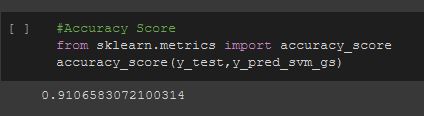 [ ] #Accuracy Score
from sklearn.metrics import accuracy_score
accuracy_score(y_test,y_pred_svm_gs)
0.9106583072100314